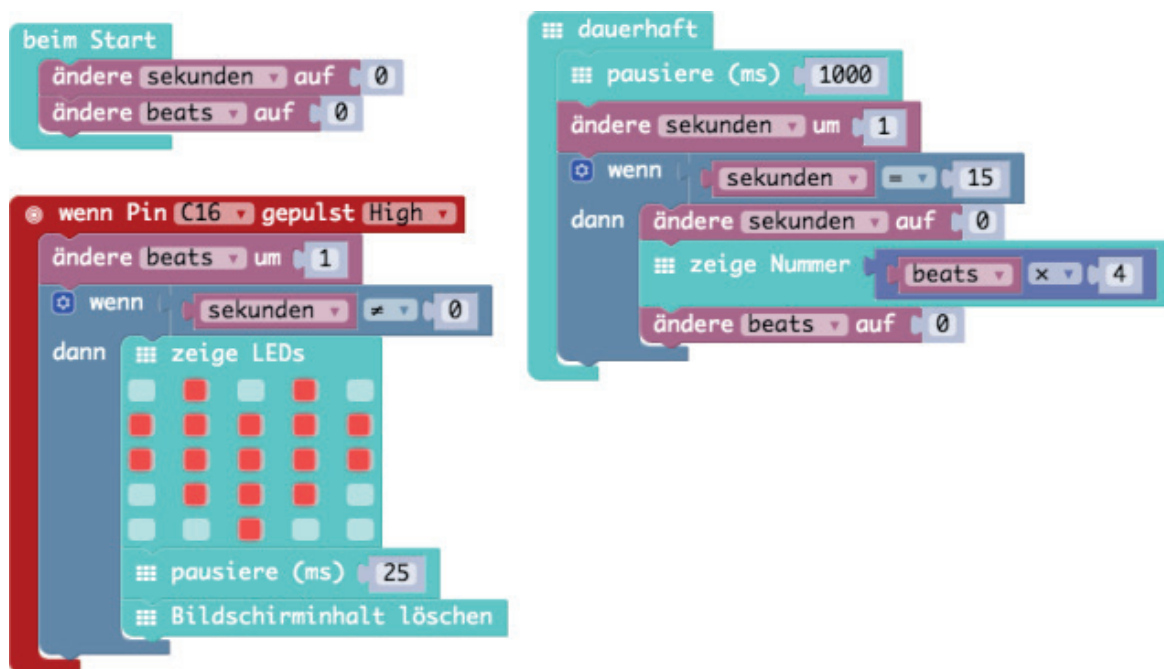 beim Start
ändere sekunden auf 0
ändere beats auf 0
wenn Pin C16 gepulst High
ändere beats um 1
wenn sekunden ≠ 0
dann zeige LEDs
pausiere (ms) 25
Bildschirminhalt löschen
dauerhaft
pausiere (ms) 1000
ändere sekunden um 1
wenn sekunden = 15
dann ändere sekunden auf 0
zeige Nummer beats × 4
ändere beats auf 0